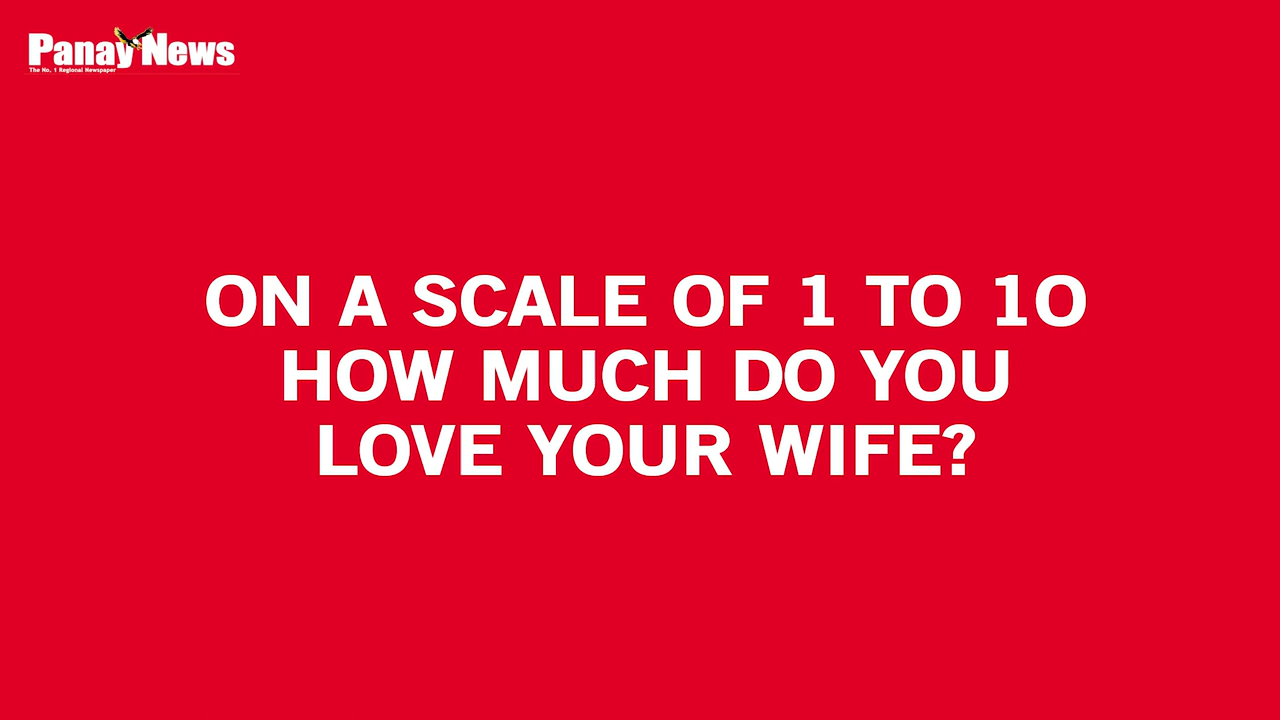 Panay News
The No. 1 Regional Newspaper
ON A SCALE OF 1 TO 10
HOW MUCH DO YOU
LOVE YOUR WIFE?